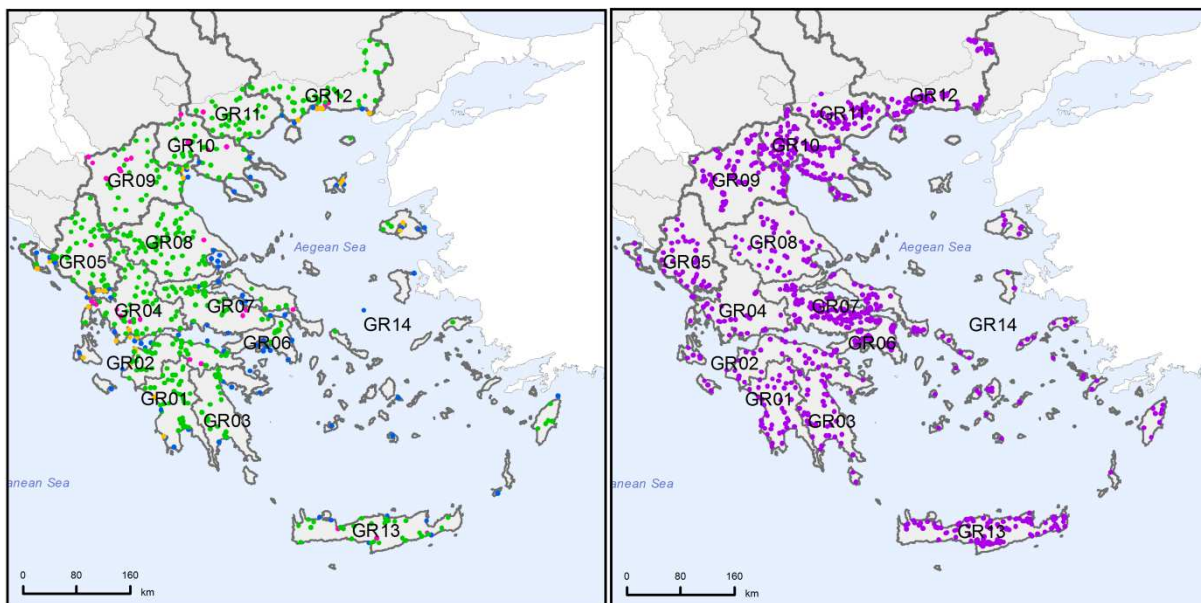 GR12
GR11
GR10
GR09
GR08
Aegean Sea
GR05
GR04
GR07
GR14
GR06
GR02
GR01
GR03
anean Sea
GR13
0 80 160
km
GR12
GR11
GR10
GR09
GR08
Aegean Sea
GR05
GR04
GR07
GR14
GR06
GR02
GR01
GR03
anean Sea
GR13
0 80 160
km